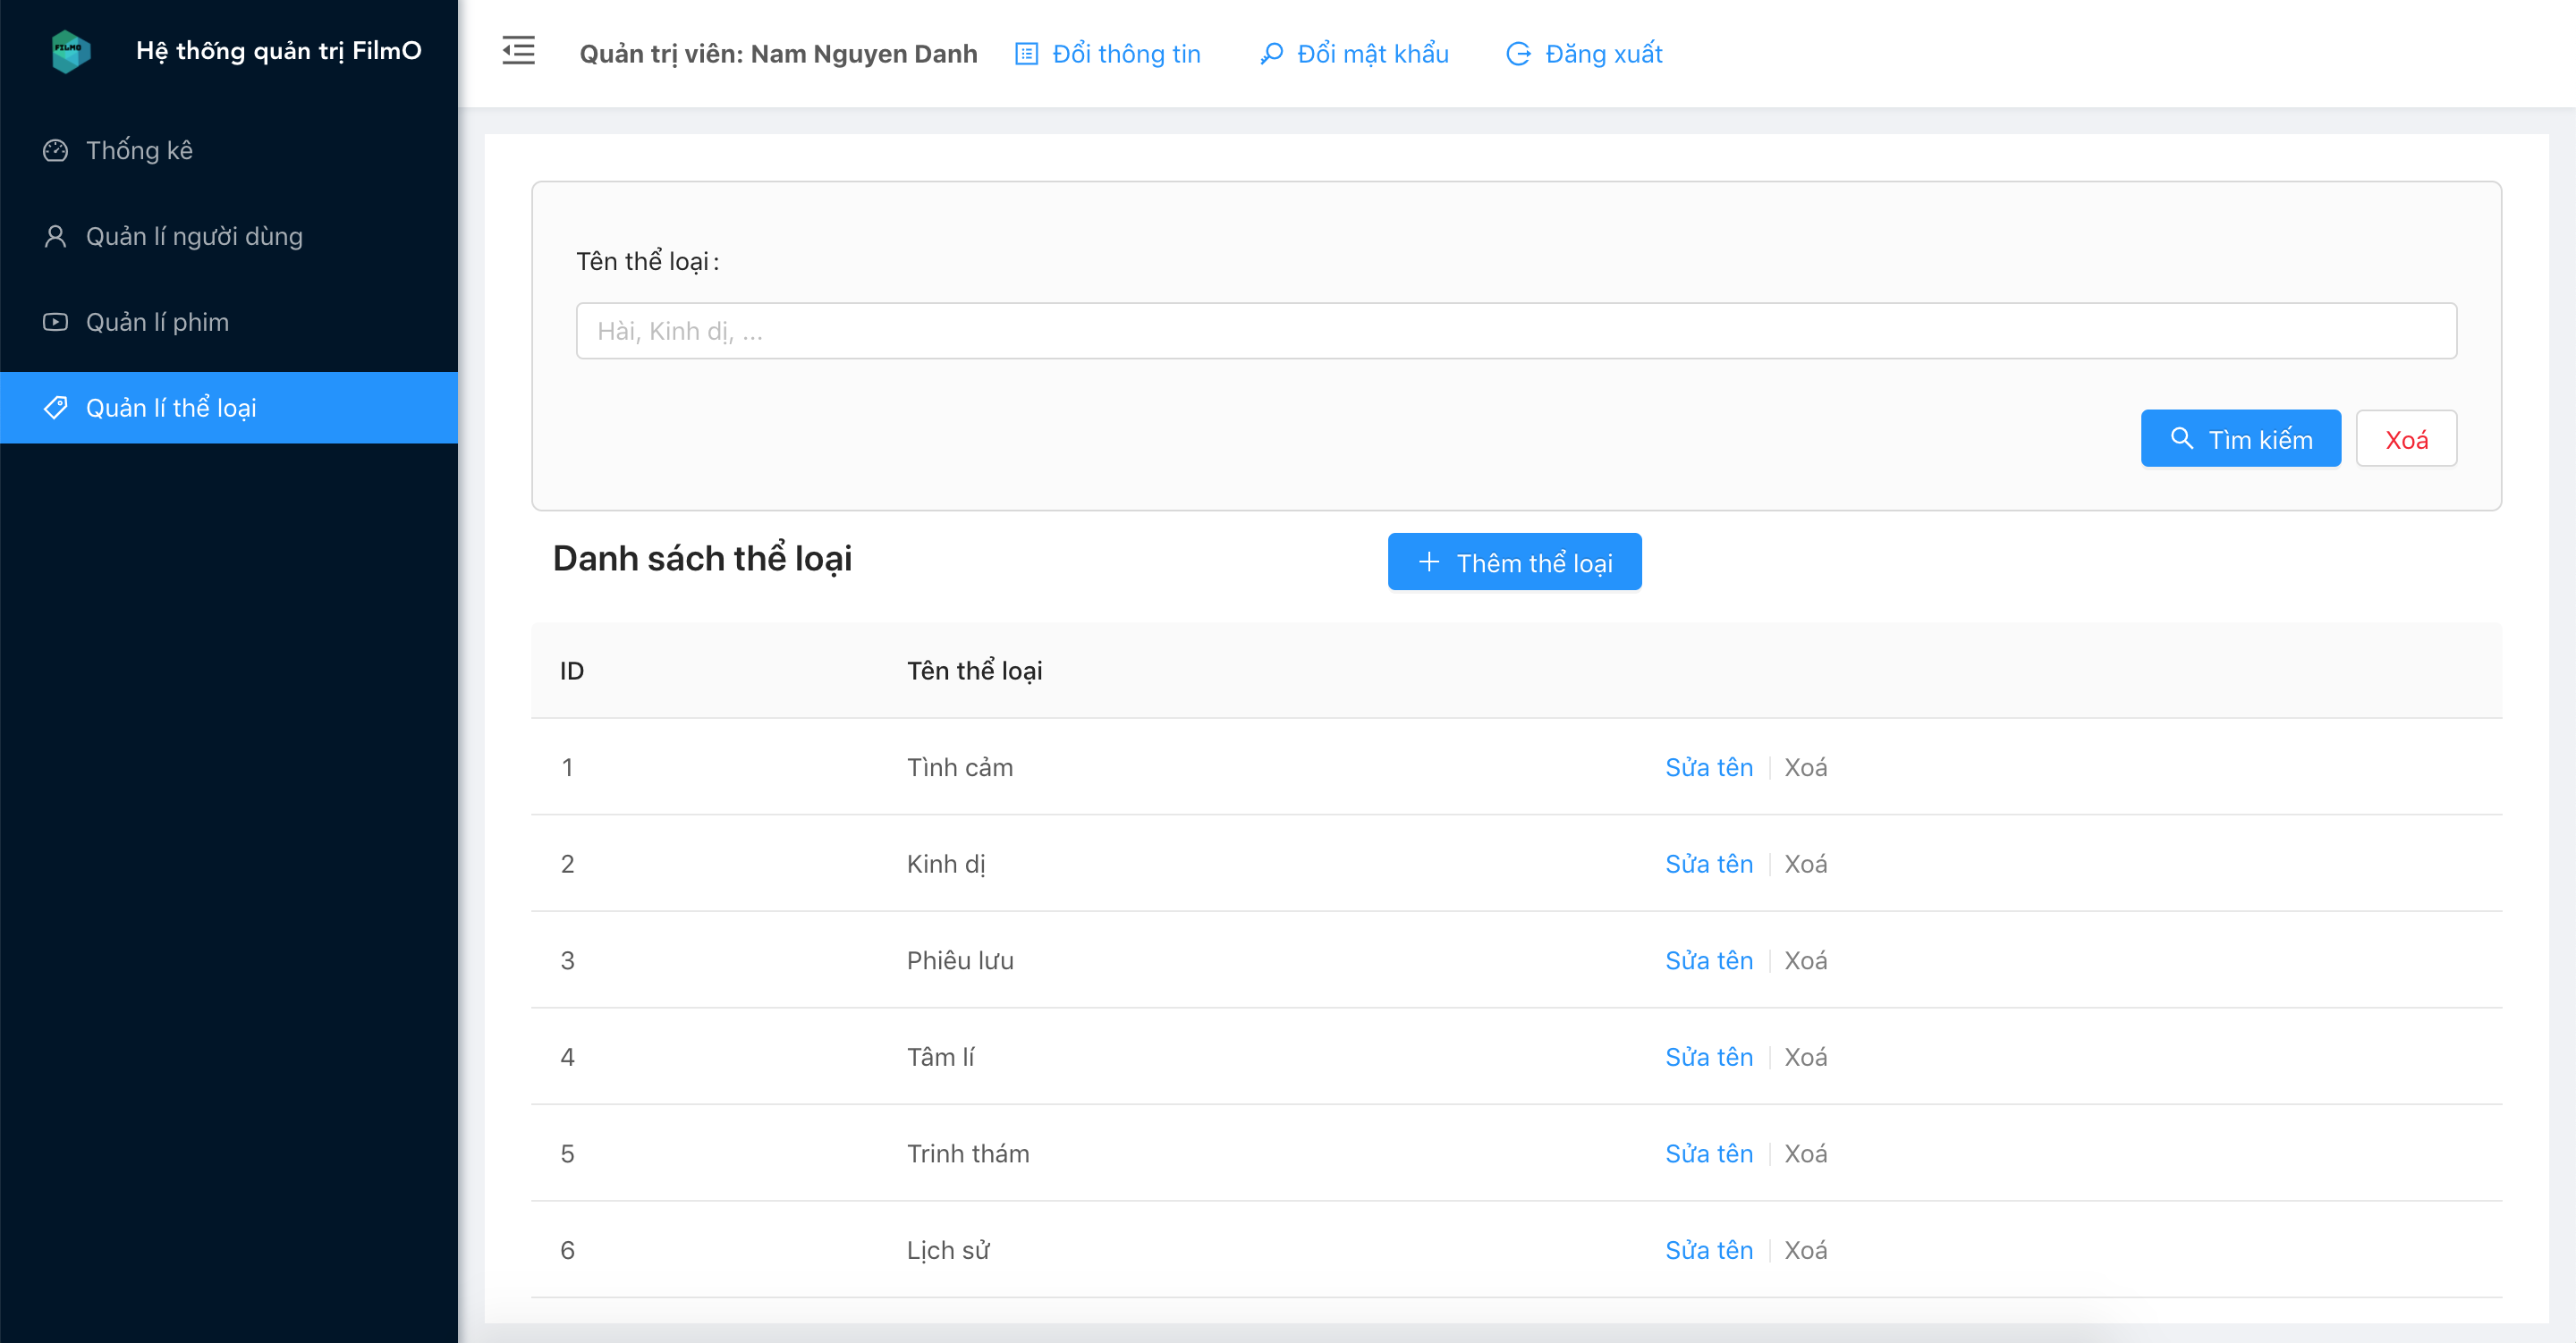 FILMO
Hệ thống quản trị FilmO
Thống kê
Quản lí người dùng
Quản lí phim
Quản lí thể loại
Quản trị viên: Nam Nguyen Danh Đổi thông tin Đổi mật khẩu Đăng xuất
Tên thể loại:
Hài, Kinh dị, ...
Tìm kiếm Xoá
Danh sách thể loại Thêm thể loại
ID Tên thể loại
1 Tình cảm Sửa tên Xoá
2 Kinh dị Sửa tên Xoá
3 Phiêu lưu Sửa tên Xoá
4 Tâm lí Sửa tên Xoá
5 Trinh thám Sửa tên Xoá
6 Lịch sử Sửa tên Xoá